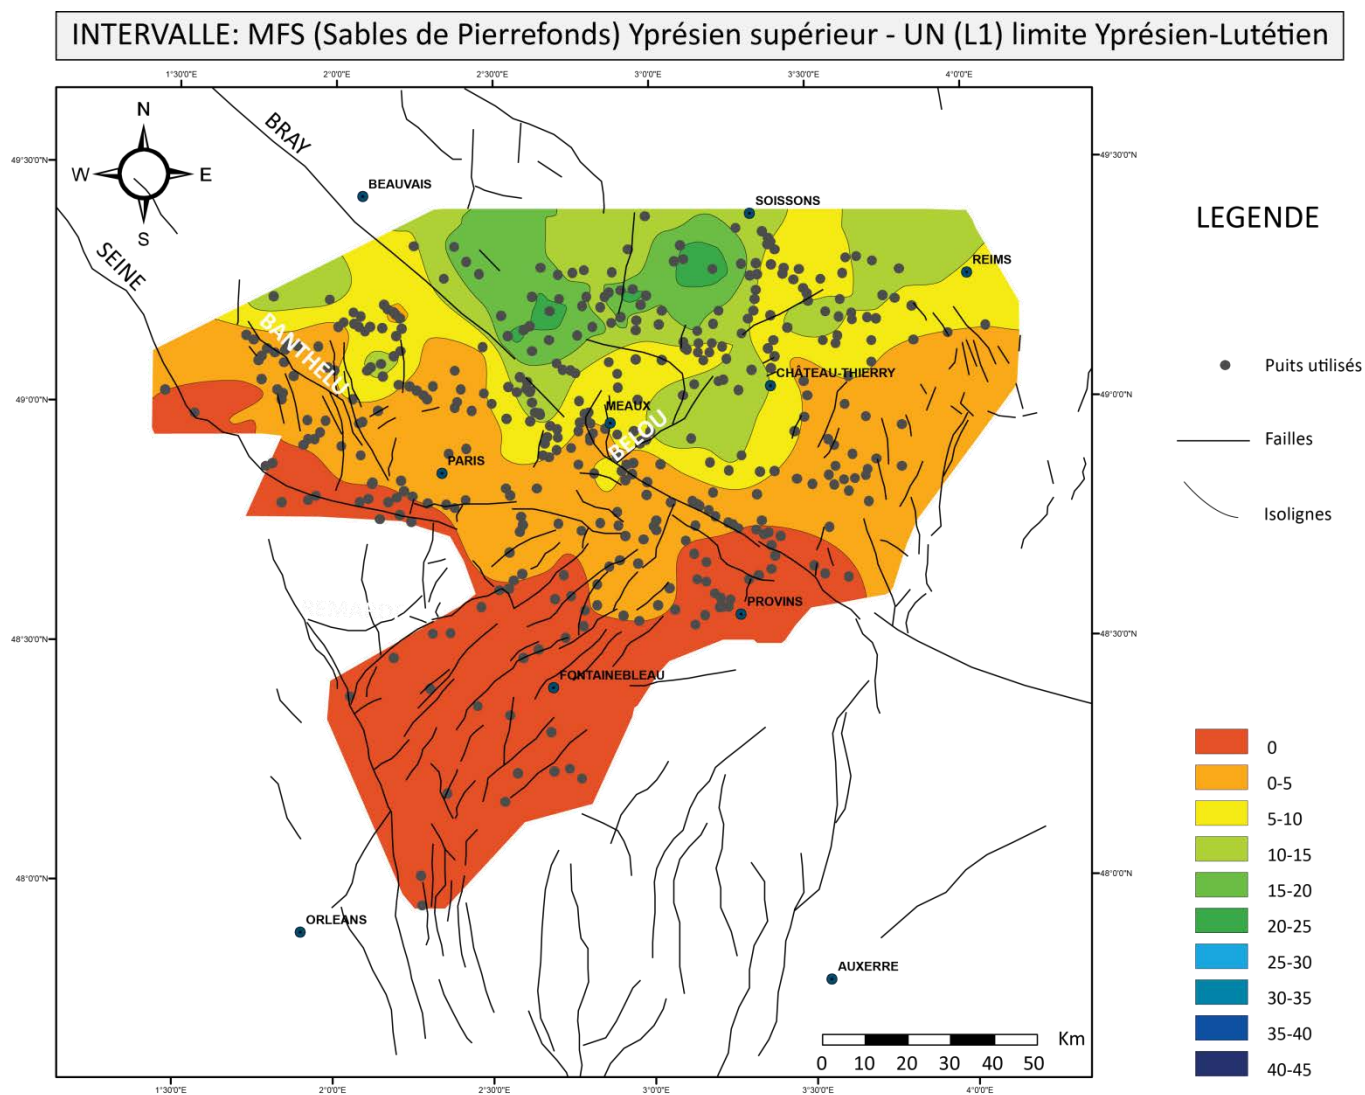 INTERVALLE: MFS (Sables de Pierrefonds) Yprésien supérieur - UN (L1) limite Yprésien-Lutétien
1°30'0"E 2°0'0"E 2°30'0"E 3°0'0"E 3°30'0"E 4°0'0"E
N
W E
S
BRAY
49°30'0"N 49°30'0"N
BEAUVAIS
SOISSONS
LEGENDE
SEINE
REIMS
BANTHELU
Puits utilisés
CHÂTEAU-THIERRY
49°0'0"N 49°0'0"N
MEAUX
BELOU
Failles
PARIS
Isolignes
PROVINS
48°30'0"N 48°30'0"N
FONTAINEBLEAU
0
0-5
5-10
10-15
48°0'0"N 48°0'0"N
15-20
ORLEANS
20-25
25-30
AUXERRE
30-35
35-40
Km
0 10 20 30 40 50
40-45
1°30'0"E 2°0'0"E 2°30'0"E 3°0'0"E 3°30'0"E 4°0'0"E